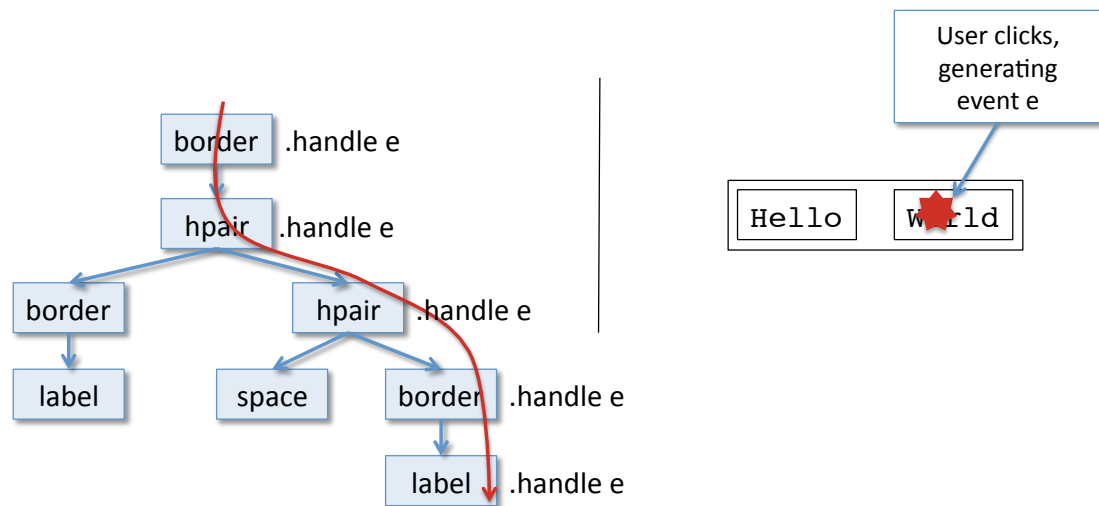 User clicks,
generating
event e
border .handle e
hpair .handle e
border hpair .handle e
label space border .handle e
label .handle e
Hello World